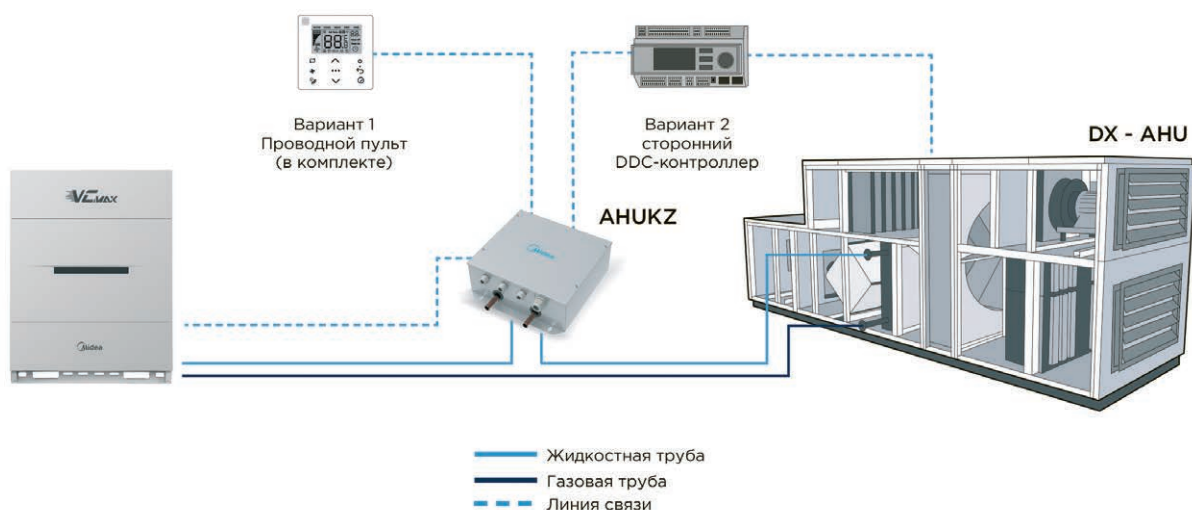 Вариант 1
Проводной пульт
(в комплекте)
Вариант 2
сторонний
DDC-контроллер
DX - AHU
VCMAX
AHUKZ
Midea
Midea
Жидкостная труба
Газовая труба
Линия связи